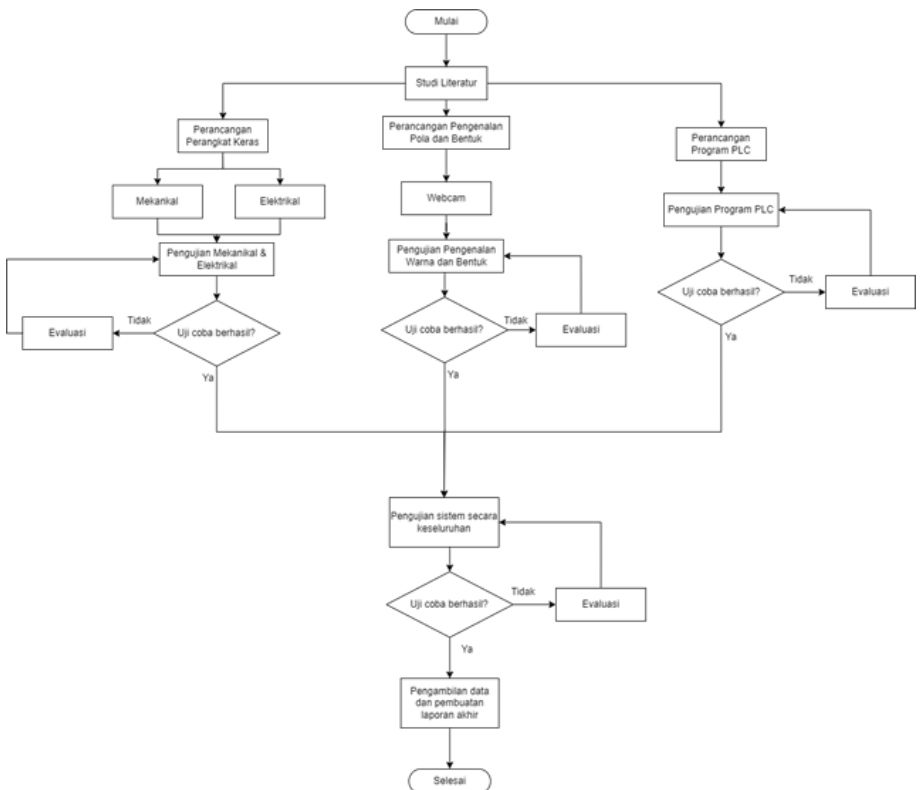 Mulai
Studi Literatur
Perancangan
Perangkat Keras
Mekankal
Elektrikal
Pengujian Mekanikal &
Elektrikal
Uji coba berhasil?
Tidak
Evaluasi
Ya
Perancangan Pengenalan
Pola dan Bentuk
Webcam
Pengujian Pengenalan
Warna dan Bentuk
Uji coba berhasil?
Tidak
Evaluasi
Ya
Perancangan
Program PLC
Pengujian Program PLC
Uji coba berhasil?
Tidak
Evaluasi
Ya
Pengujian sistem secara
keseluruhan
Uji coba berhasil?
Tidak
Evaluasi
Ya
Pengambilan data
dan pembuatan
laporan akhir
Selesai